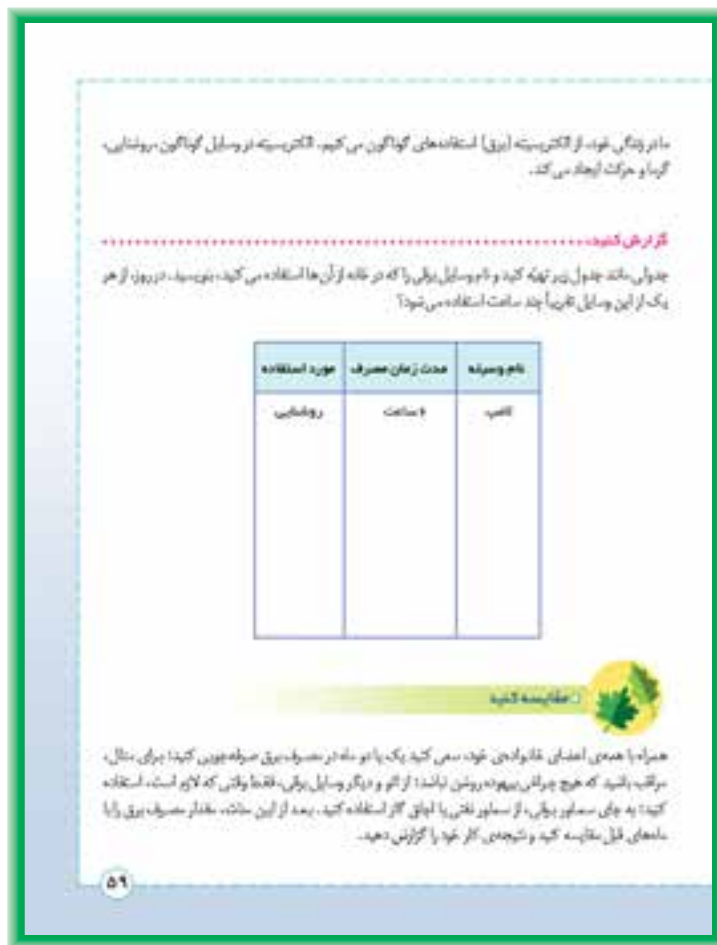 ما در زندگی خود، از الکتریسیته (برق) استفاده‌های گوناگون می‌کنیم. الکتریسیته در وسایل گوناگون، روشنایی،
گرما و حرکت ایجاد می‌کند.
گزارش کنید
جدولی مانند جدول زیر تهیّه کنید و نام وسایل برقی را که در خانه از آن‌ها استفاده می‌کنید، بنویسید. در روز، از هر
یک از این وسایل تقریباً چند ساعت استفاده می‌شود؟
نام وسیله مدت زمان مصرف مورد استفاده
لامپ ۶ ساعت روشنایی
مقایسه کنید
همراه با همه‌ی اعضای خانواده‌ی خود، سعی کنید یک یا دو ماه در مصرف برق صرفه‌جویی کنید؛ برای مثال،
مراقب باشید که هیچ چراغی بیهوده روشن نباشد؛ از اتو و دیگر وسایل برقی، فقط وقتی که لازم است، استفاده
کنید؛ به جای سماور برقی، از سماور نفتی یا اجاق گاز استفاده کنید. بعد از این مدّت، مقدار مصرف برق را با
ماه‌های قبل مقایسه کنید و نتیجه‌ی کار خود را گزارش دهید.
۵۹